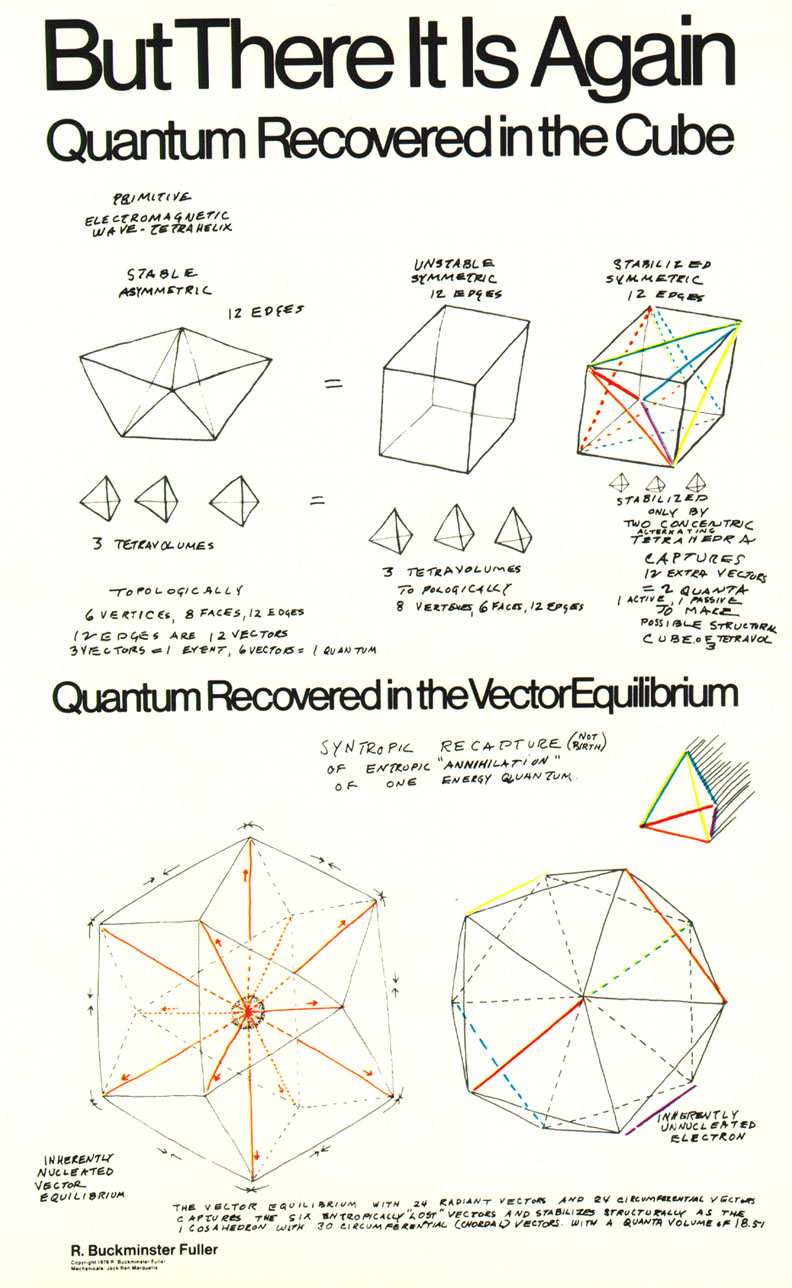 But There It Is Again
Quantum Recovered in the Cube
PRIMITIVE
ELECTROMAGNETIC
WAVE-TETRAHELIX
STABLE
ASYMMETRIC
12 EDGES
UNSTABLE
SYMMETRIC
12 EDGES
STABILIZED
SYMMETRIC
12 EDGES
=
=
3 TETRAVOLUMES
3 TETRAVOLUMES
STABILIZED
ONLY BY
TWO CONCENTRIC
ALTERNATING
TETRAHEDRA
CAPTURES
12 EXTRA VECTORS
= 2 QUANTA
1 ACTIVE, 1 PASSIVE
TO MAKE
POSSIBLE STRUCTURAL
CUBE OF TETRAVOL
3
TOPOLOGICALLY
6 VERTICES, 8 FACES, 12 EDGES
12 EDGES ARE 12 VECTORS
3 VECTORS = 1 EVENT, 6 VECTORS = 1 QUANTUM
TOPOLOGICALLY
8 VERTEXES, 6 FACES, 12 EDGES
Quantum Recovered in the Vector Equilibrium
SYNTROPIC RECAPTURE (NOT BIRTH)
OF ENTROPIC "ANNIHILATION"
OF ONE ENERGY QUANTUM.
INHERENTLY
NUCLEATED
VECTOR
EQUILIBRIUM
INHERENTLY
UNNUCLEATED
ELECTRON
THE VECTOR EQUILIBRIUM WITH 24 RADIANT VECTORS AND 24 CIRCUMFERENTIAL VECTORS
CAPTURES THE SIX ENTROPICALLY "LOST" VECTORS AND STABILIZES STRUCTURALLY AS THE
ICOSAHEDRON WITH 30 CIRCUMFERENTIAL (CHORDAL) VECTORS. WITH A QUANTA VOLUME OF 18.51
R. Buckminster Fuller
Copyright 1976 R. Buckminster Fuller
Mechanicals: Jack Ren Marquette